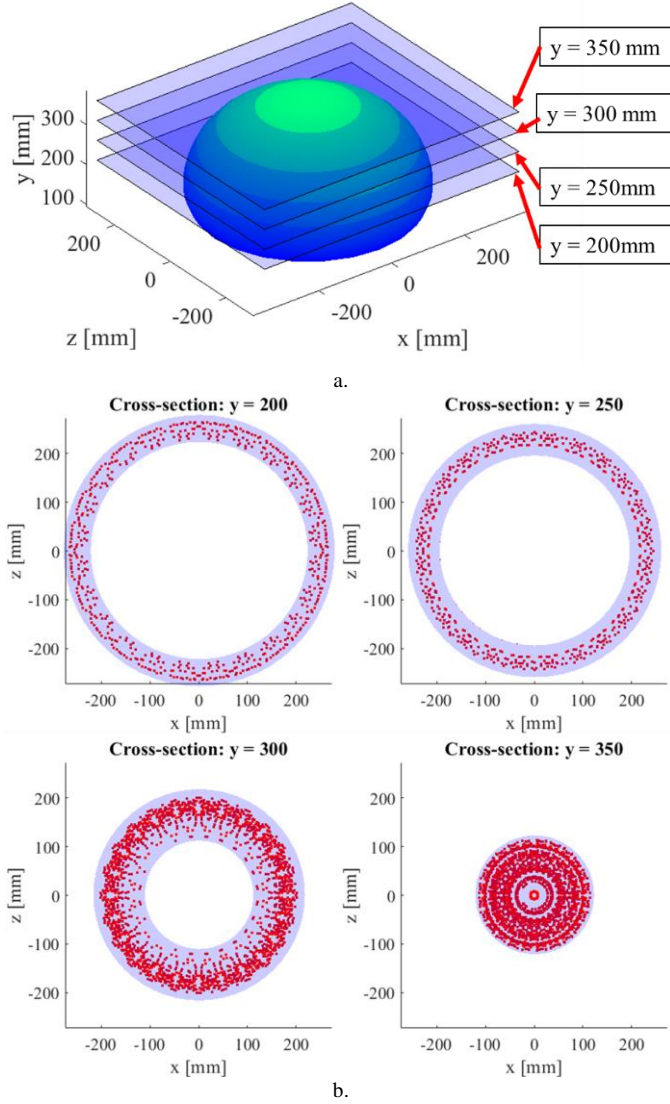 y = 350 mm
y = 300 mm
y = 250mm
y = 200mm
300
200
100
y [mm]
200
0
-200
z [mm]
-200
0
200
x [mm]
a.
Cross-section: y = 200
200
100
0
-100
-200
z [mm]
-200 -100 0 100 200
x [mm]
Cross-section: y = 250
200
100
0
-100
-200
z [mm]
-200 -100 0 100 200
x [mm]
Cross-section: y = 300
200
100
0
-100
-200
z [mm]
-200 -100 0 100 200
x [mm]
Cross-section: y = 350
200
100
0
-100
-200
z [mm]
-200 -100 0 100 200
x [mm]
b.